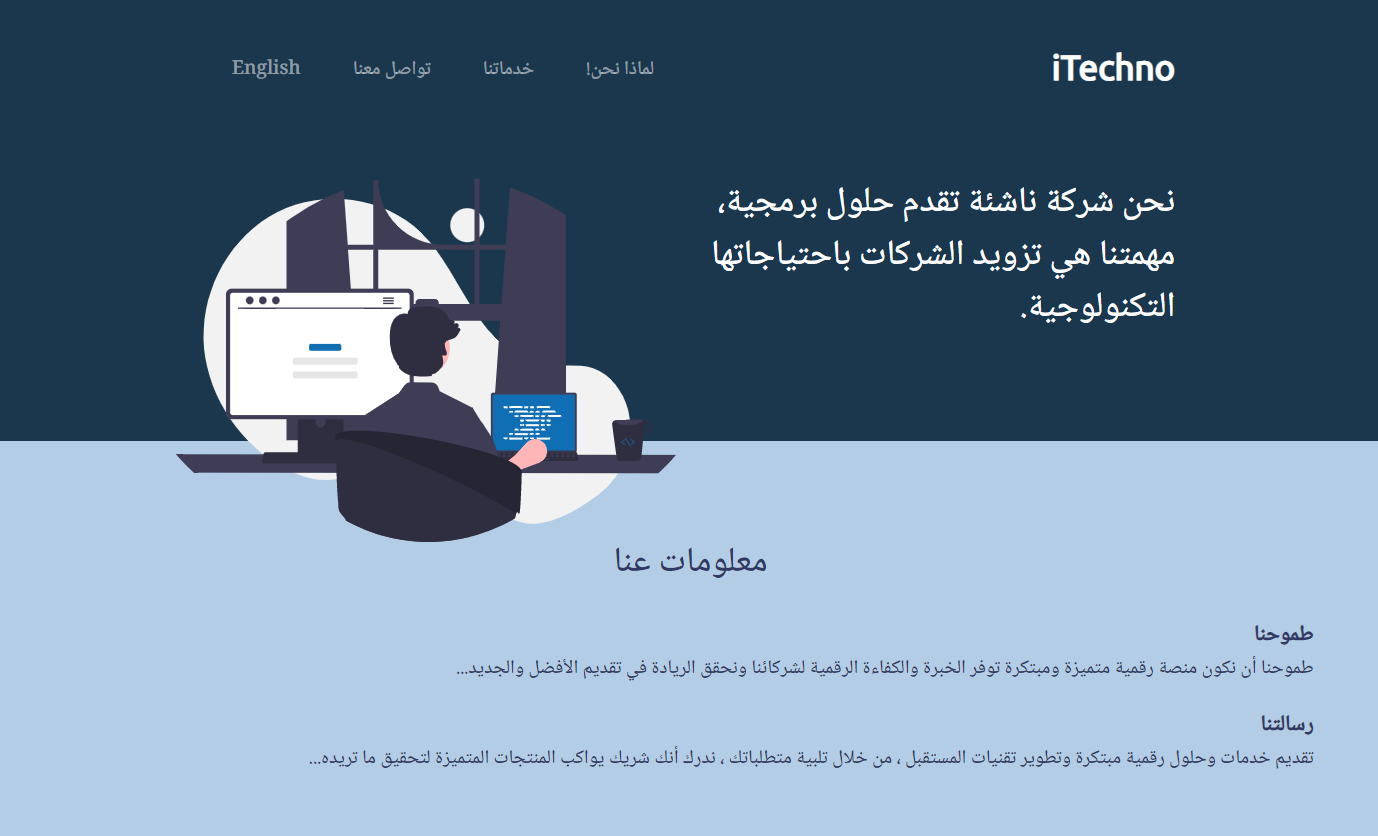 iTechno
لماذا نحن!
خدماتنا
تواصل معنا
English
نحن شركة ناشئة تقدم حلول برمجية،
مهمتنا هي تزويد الشركات باحتياجاتها
التكنولوجية.
معلومات عنا
طموحنا
طموحنا أن نكون منصة رقمية متميزة ومبتكرة توفر الخبرة والكفاءة الرقمية لشركائنا ونحقق الريادة في تقديم الأفضل والجديد...
رسالتنا
تقديم خدمات وحلول رقمية مبتكرة وتطوير تقنيات المستقبل ، من خلال تلبية متطلباتك ، ندرك أنك شريك يواكب المنتجات المتميزة لتحقيق ما تريده...